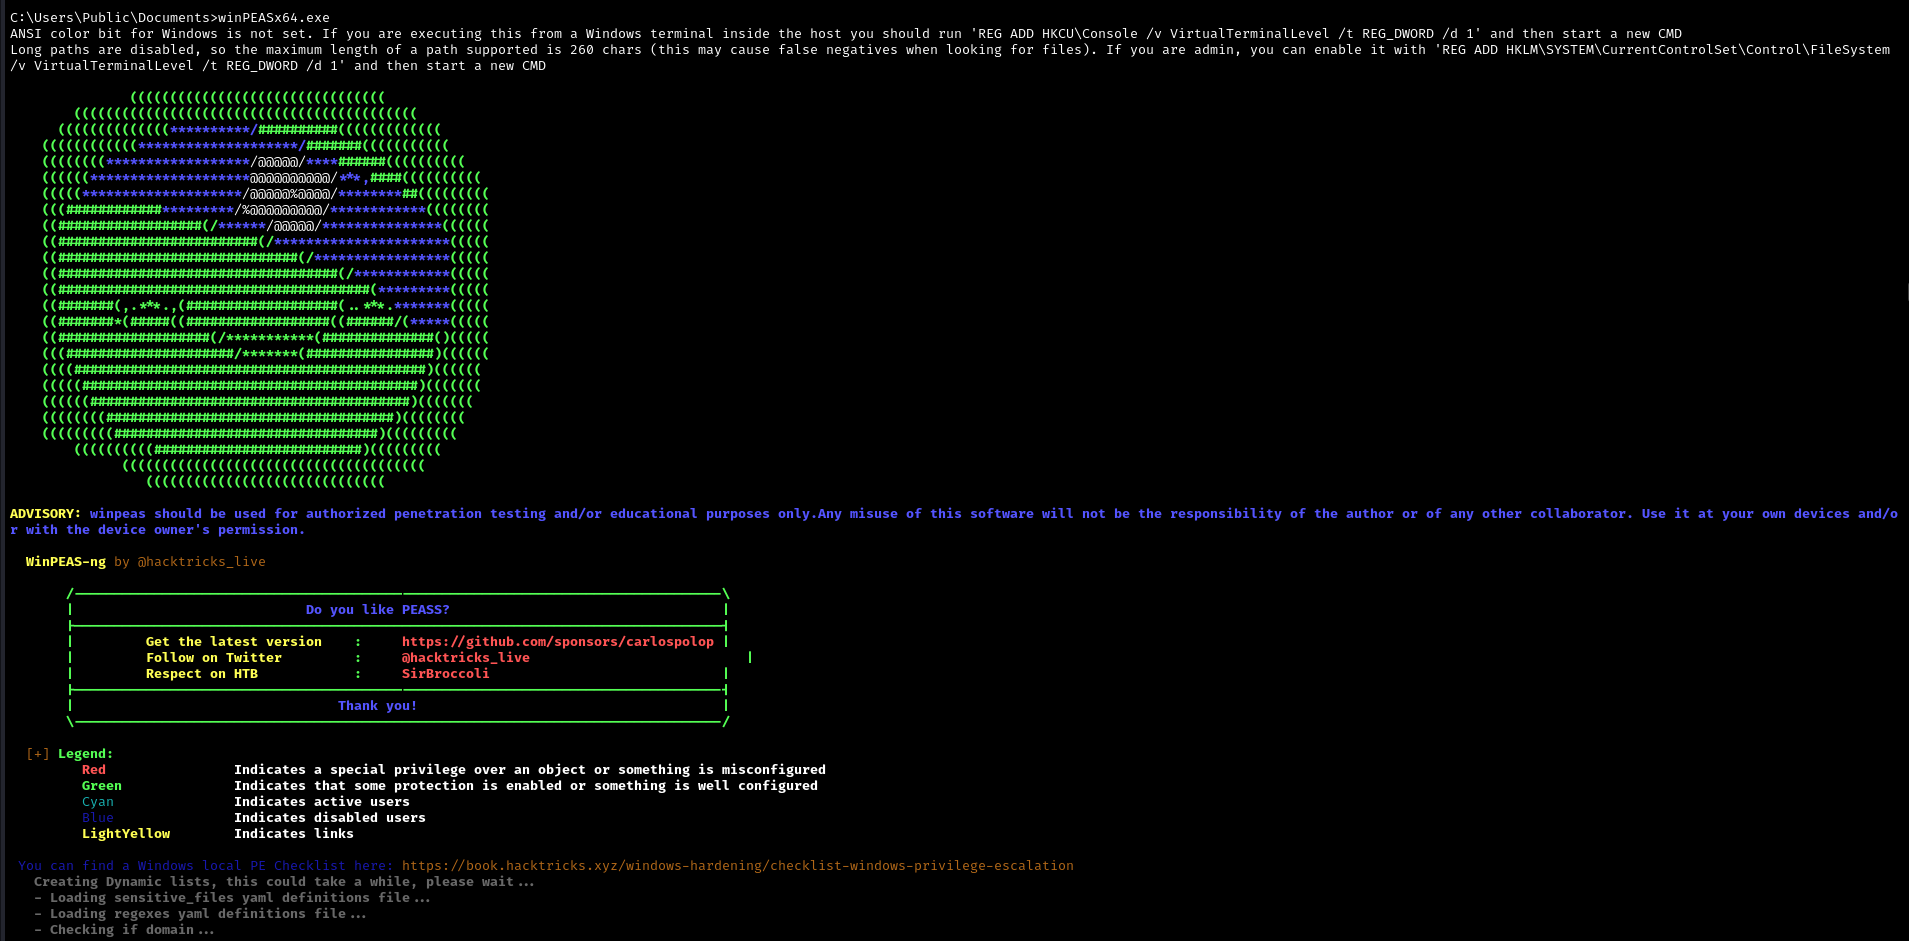 C:\Users\Public\Documents>winPEASx64.exe
ANSI color bit for Windows is not set. If you are executing this from a Windows terminal inside the host you should run 'REG ADD HKCU\Console /v VirtualTerminalLevel /t REG_DWORD /d 1' and then start a new CMD
Long paths are disabled, so the maximum length of a path supported is 260 chars (this may cause false negatives when looking for files). If you are admin, you can enable it with 'REG ADD HKLM\SYSTEM\CurrentControlSet\Control\FileSystem
/v VirtualTerminalLevel /t REG_DWORD /d 1' and then start a new CMD
ADVISORY: winpeas should be used for authorized penetration testing and/or educational purposes only.Any misuse of this software will not be the responsibility of the author or of any other collaborator. Use it at your own devices and/o
r with the device owner's permission.
WinPEAS-ng by @hacktricks_live
Do you like PEASS?
Get the latest version : https://github.com/sponsors/carlospolop
Follow on Twitter : @hacktricks_live
Respect on HTB : SirBroccoli
Thank you!
[+] Legend:
Red Indicates a special privilege over an object or something is misconfigured
Green Indicates that some protection is enabled or something is well configured
Cyan Indicates active users
Blue Indicates disabled users
LightYellow Indicates links
You can find a Windows local PE Checklist here: https://book.hacktricks.xyz/windows-hardening/checklist-windows-privilege-escalation
Creating Dynamic lists, this could take a while, please wait...
- Loading sensitive_files yaml definitions file...
- Loading regexes yaml definitions file...
- Checking if domain...